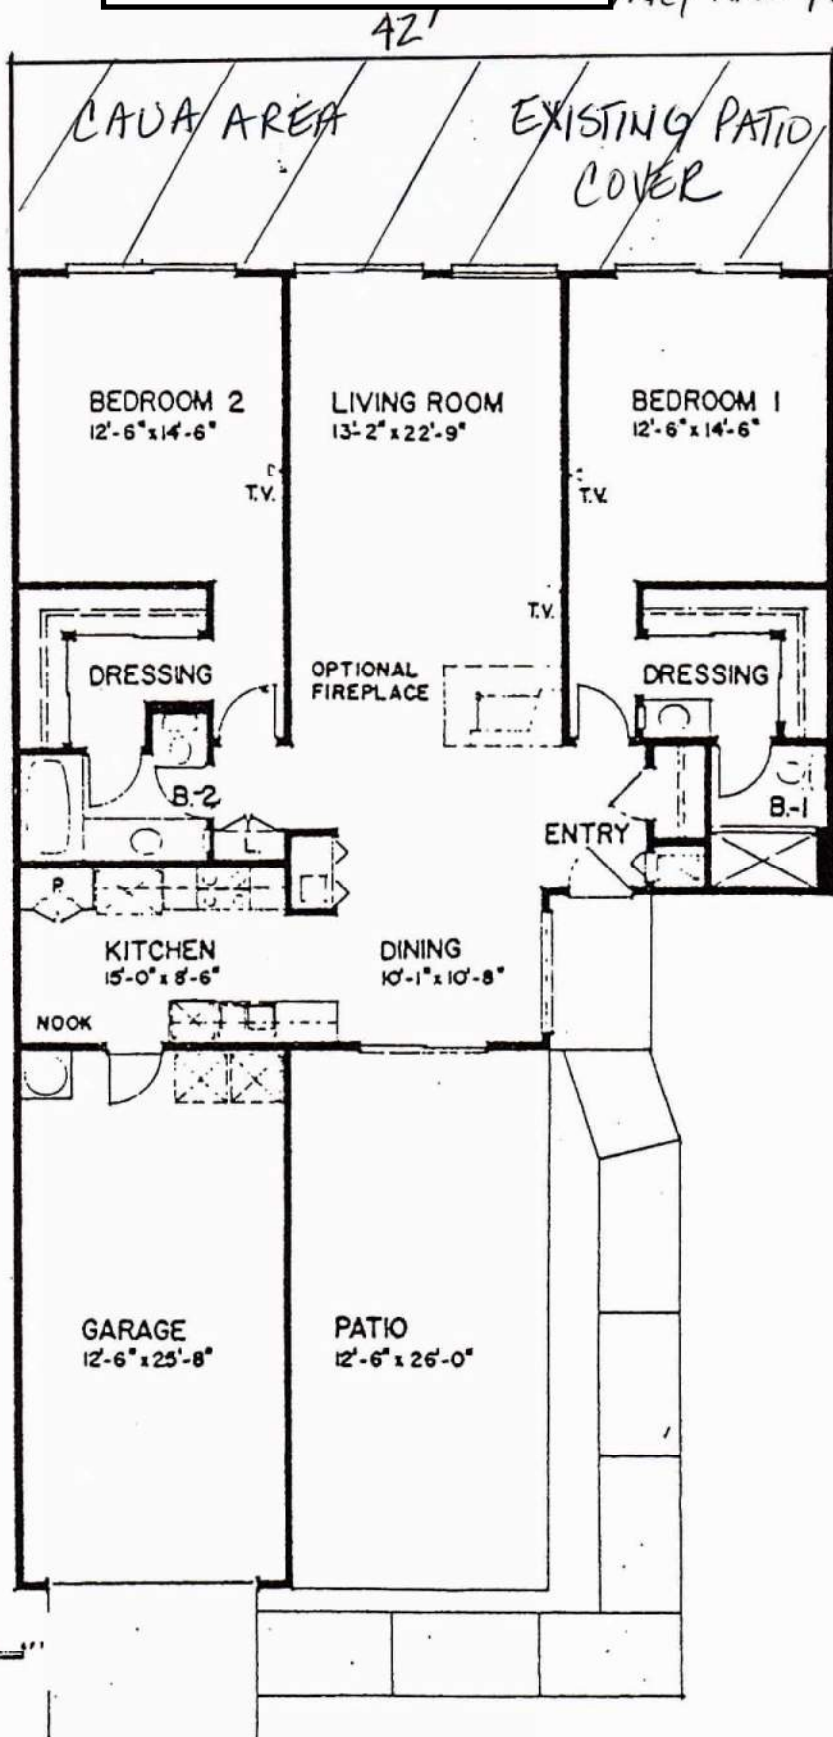 42'
CAUA AREA
EXISTING PATIO
COVER
BEDROOM 2
12'-6" x 14'-6"
LIVING ROOM
13'-2" x 22'-9"
BEDROOM 1
12'-6" x 14'-6"
T.V.
T.V.
T.V.
DRESSING
OPTIONAL
FIREPLACE
DRESSING
B.-2
L.
ENTRY
B.-1
P
KITCHEN
15'-0" x 8'-6"
DINING
10'-1" x 10'-8"
NOOK
GARAGE
12'-6" x 25'-8"
PATIO
12'-6" x 26'-0"